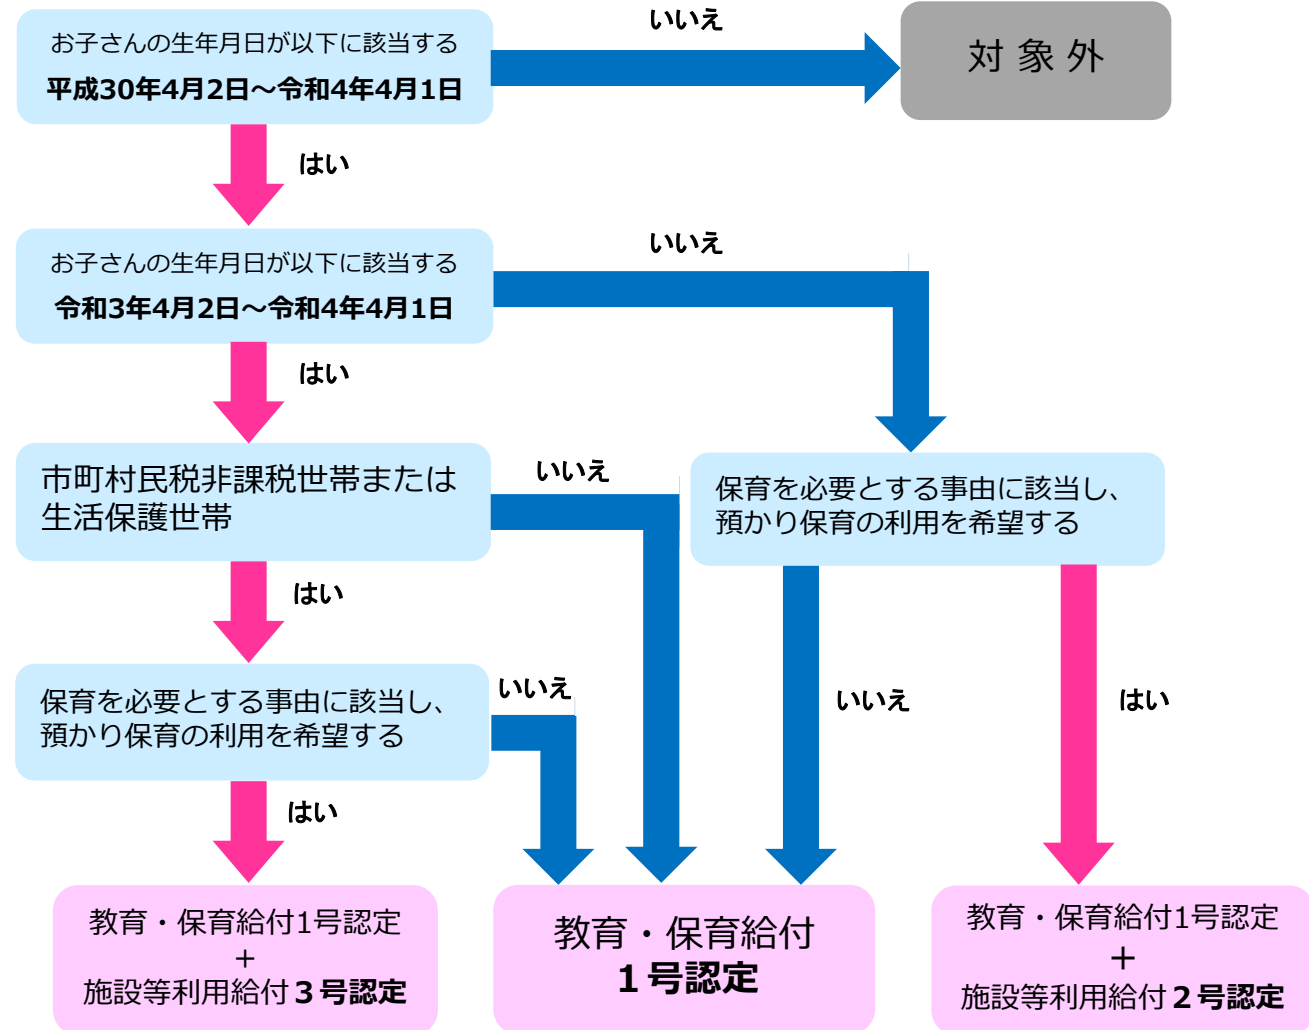 お子さんの生年月日が以下に該当する
平成30年4月2日～令和4年4月1日
いいえ
対 象 外
はい
お子さんの生年月日が以下に該当する
令和3年4月2日～令和4年4月1日
いいえ
はい
市町村民税非課税世帯または
生活保護世帯
いいえ
保育を必要とする事由に該当し、
預かり保育の利用を希望する
はい
保育を必要とする事由に該当し、
預かり保育の利用を希望する
いいえ
いいえ
はい
はい
教育・保育給付1号認定
+
施設等利用給付３号認定
教育・保育給付
１号認定
教育・保育給付1号認定
＋
施設等利用給付２号認定